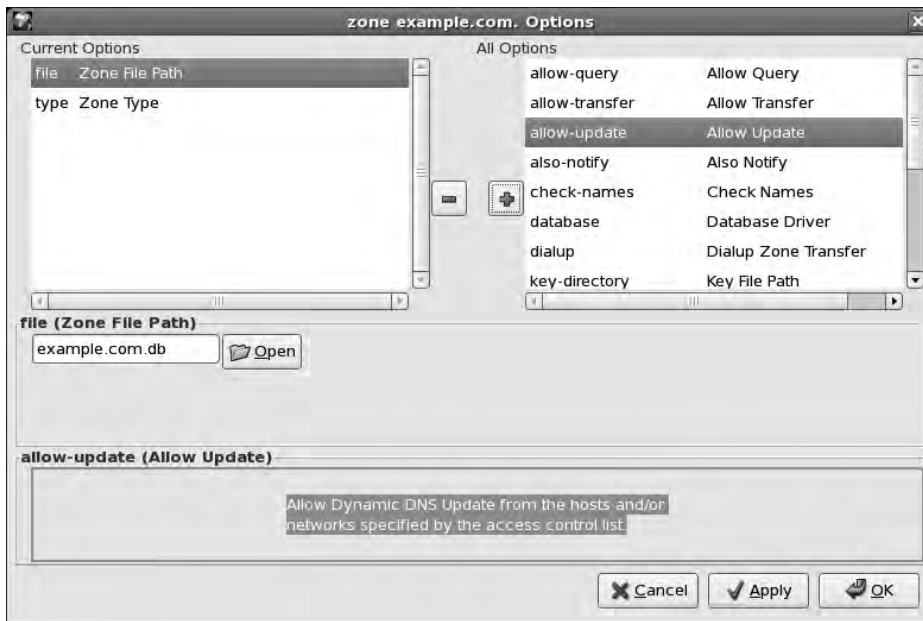 zone example.com. Options
Current Options
All Options
file Zone File Path
type Zone Type
allow-query Allow Query
allow-transfer Allow Transfer
allow-update Allow Update
also-notify Also Notify
check-names Check Names
database Database Driver
dialup Dialup Zone Transfer
key-directory Key File Path
file (Zone File Path)
example.com.db
Open
allow-update (Allow Update)
Allow Dynamic DNS Update from the hosts and/or
networks specified by the access control list.
Cancel
Apply
OK